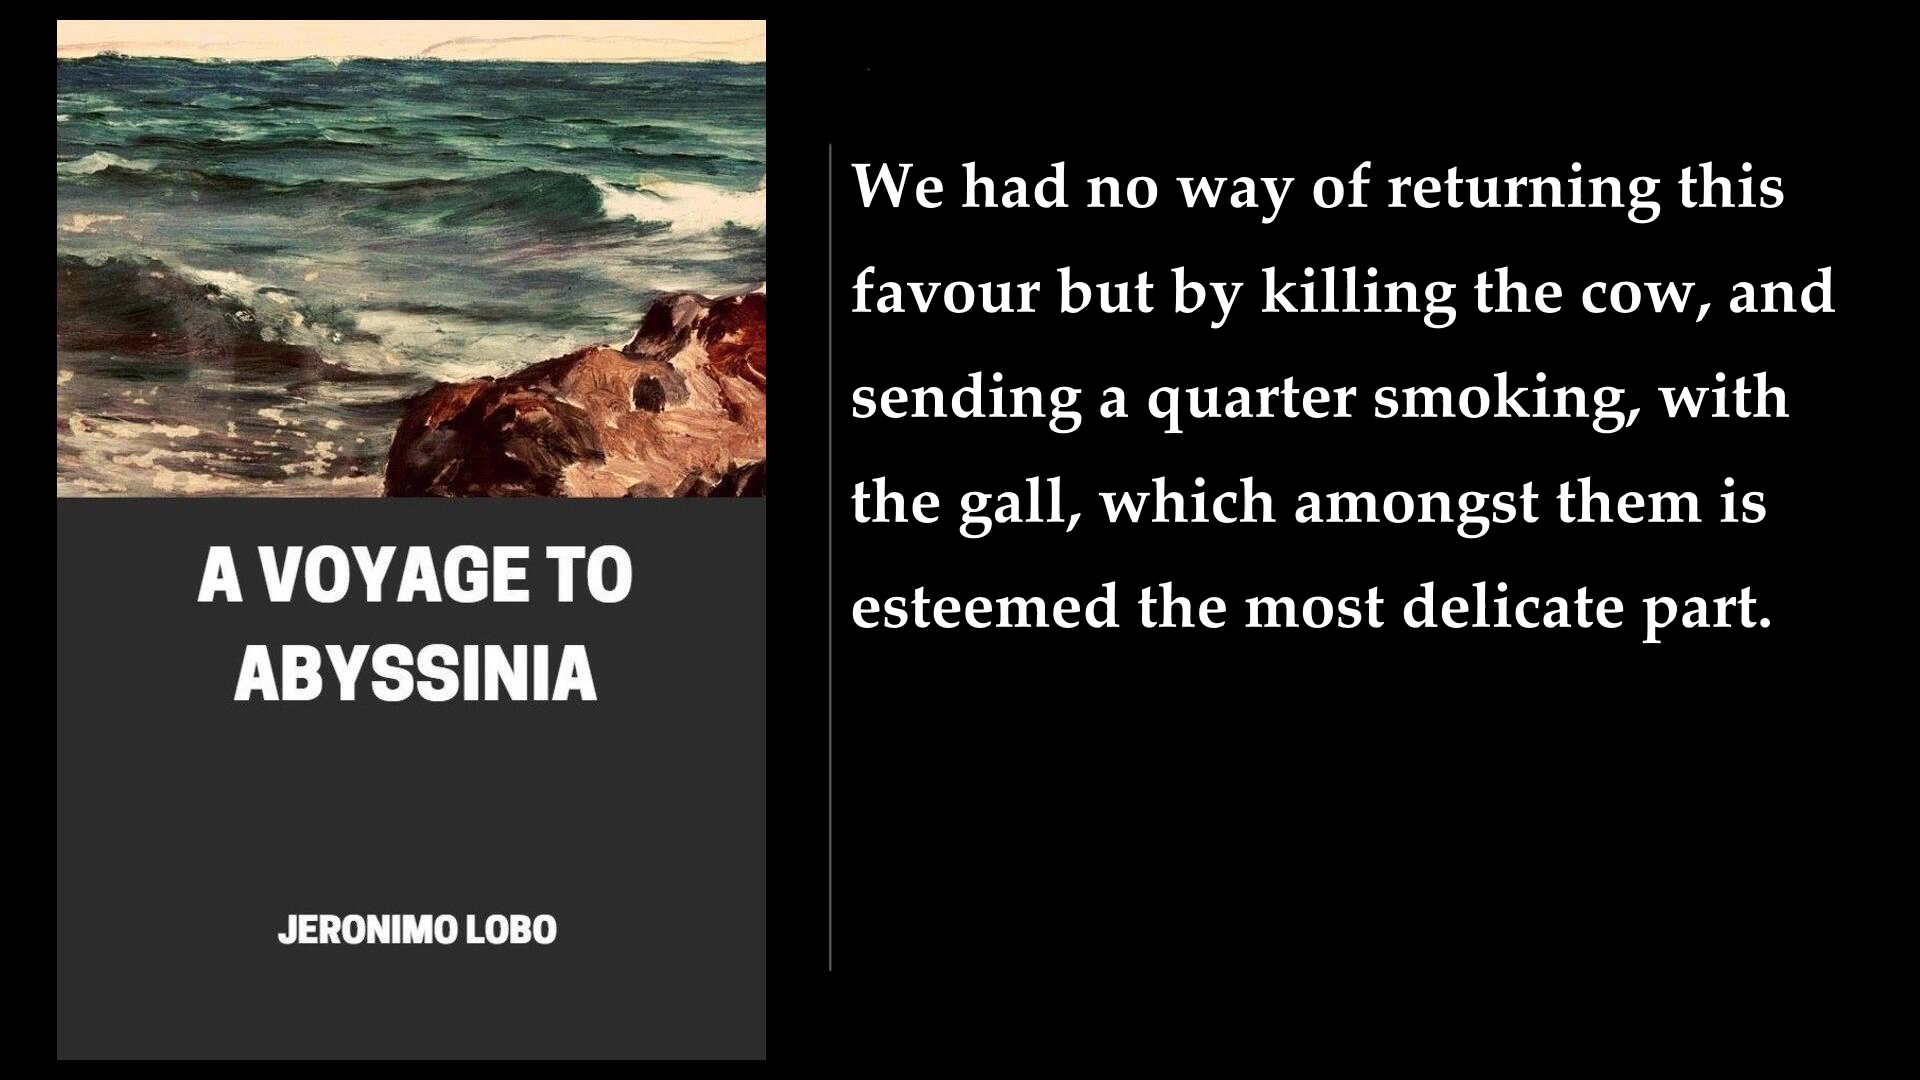 A VOYAGE TO
ABYSSINIA
JERONIMO LOBO
We had no way of returning this
favour but by killing the cow, and
sending a quarter smoking, with
the gall, which amongst them is
esteemed the most delicate part.